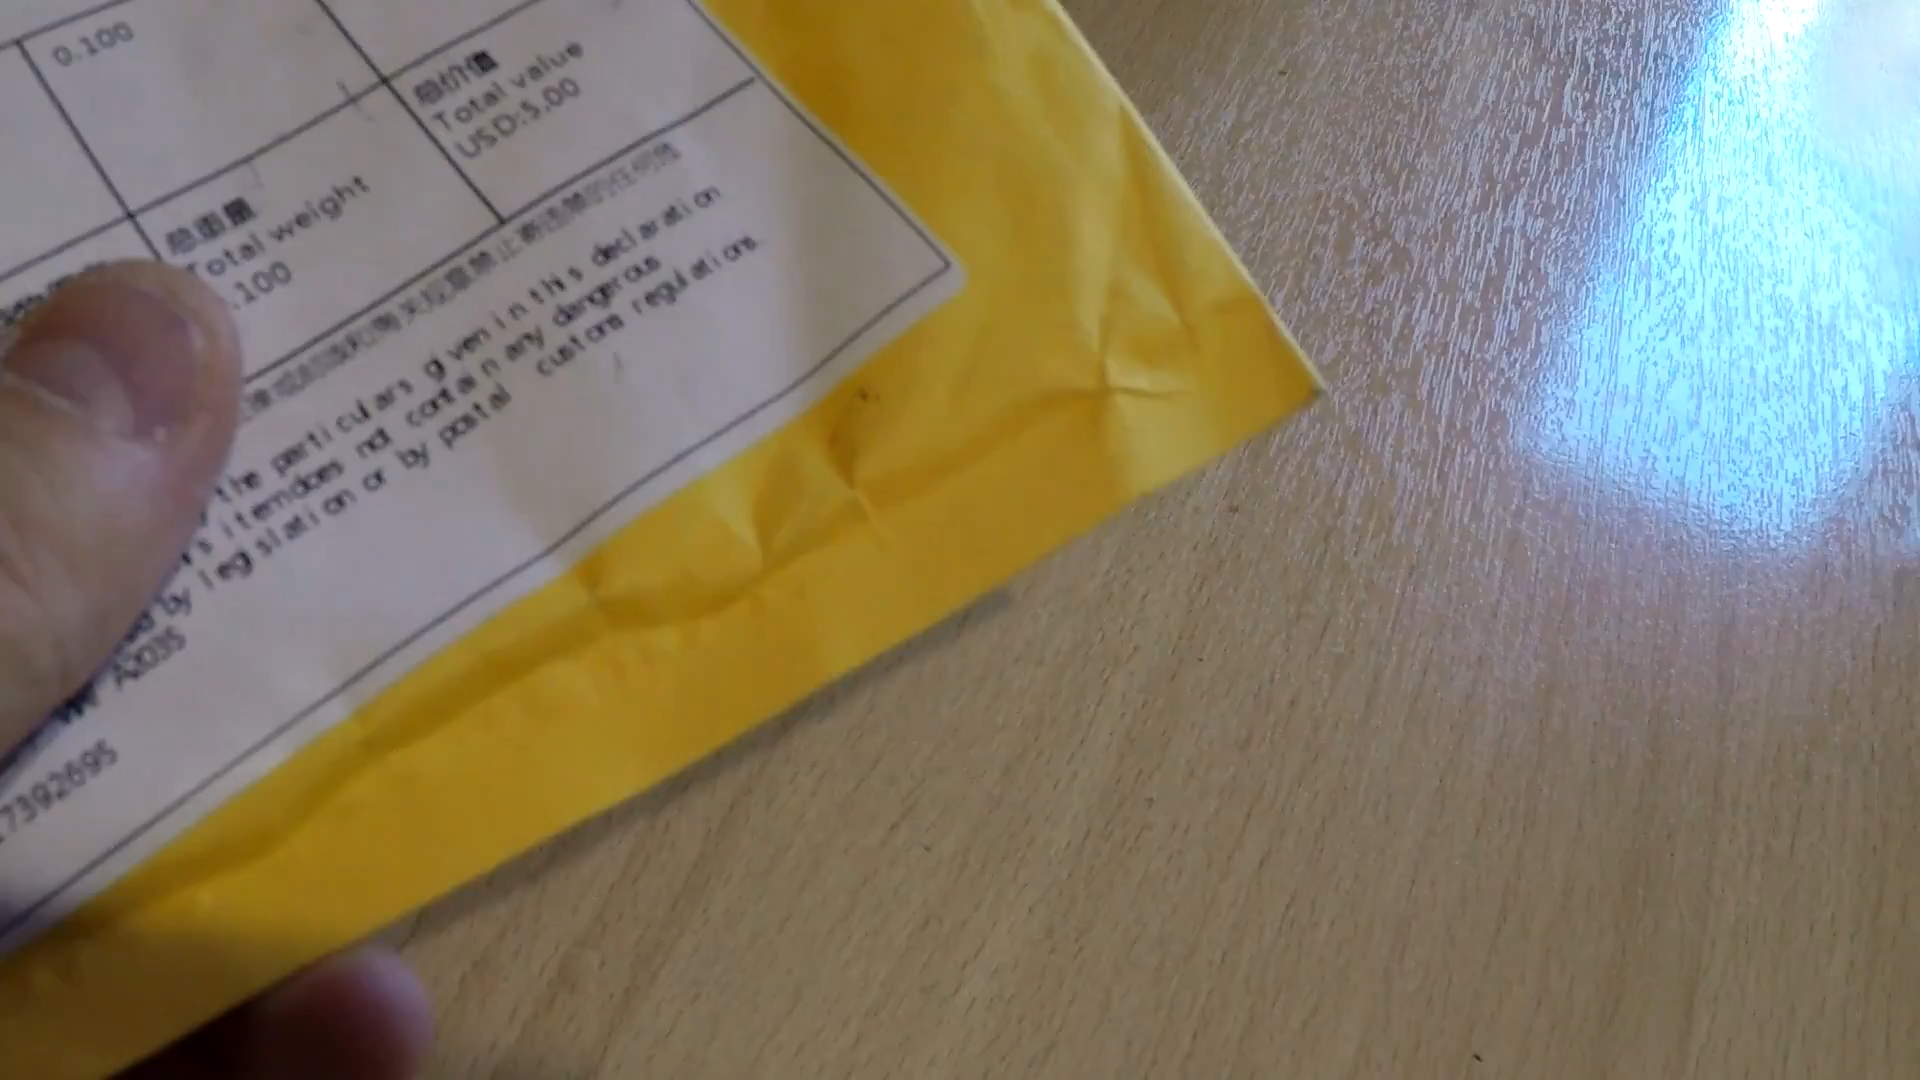 0.100
总价值
Total value
USD:5.00
总重量
Total weight
.100
the particulars given in this declaration
item does not contain any dangerous
by legislation or by postal customs regulations.
A3035
7392695